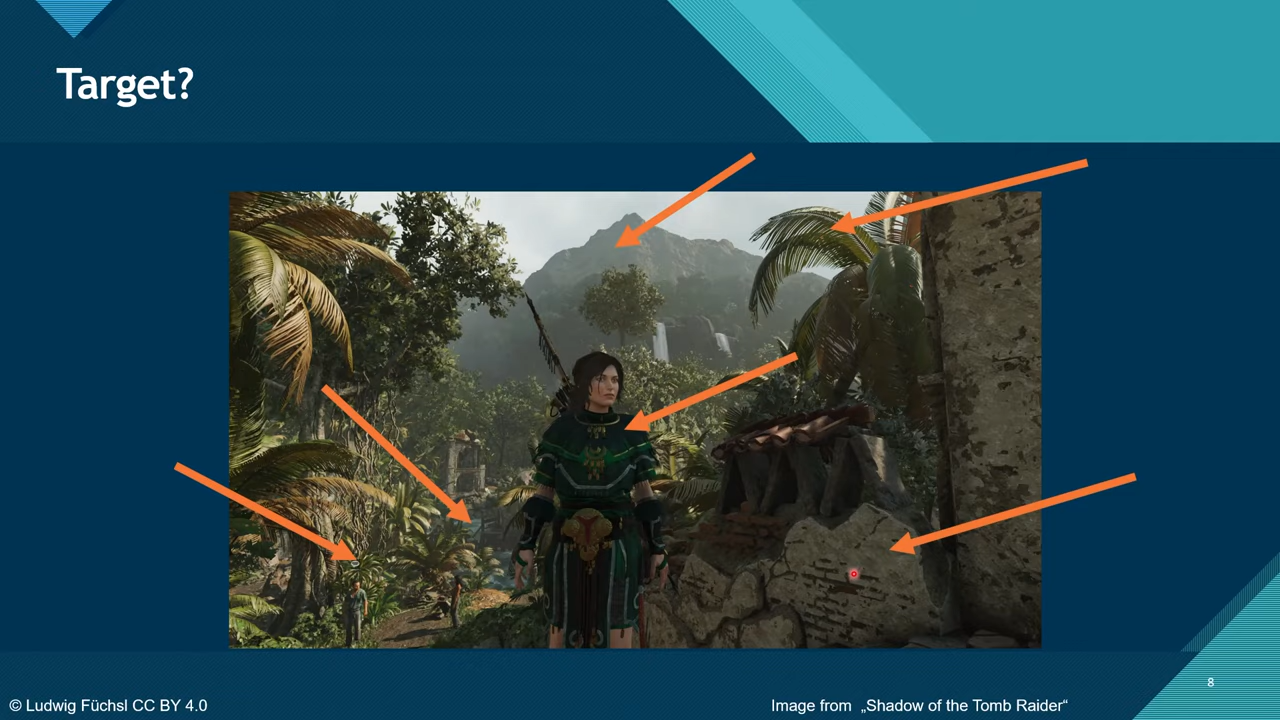 Target?
8
© Ludwig Füchsl CC BY 4.0
Image from „Shadow of the Tomb Raider“